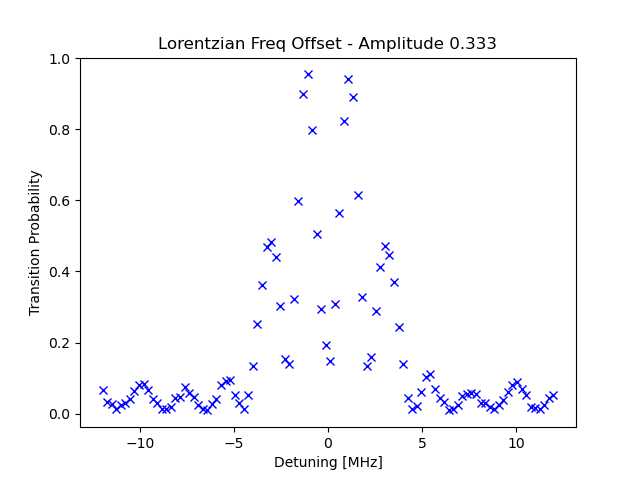 Lorentzian Freq Offset - Amplitude 0.333
1.0
0.8
0.6
0.4
0.2
0.0
Transition Probability
−10 −5 0 5 10
Detuning [MHz]